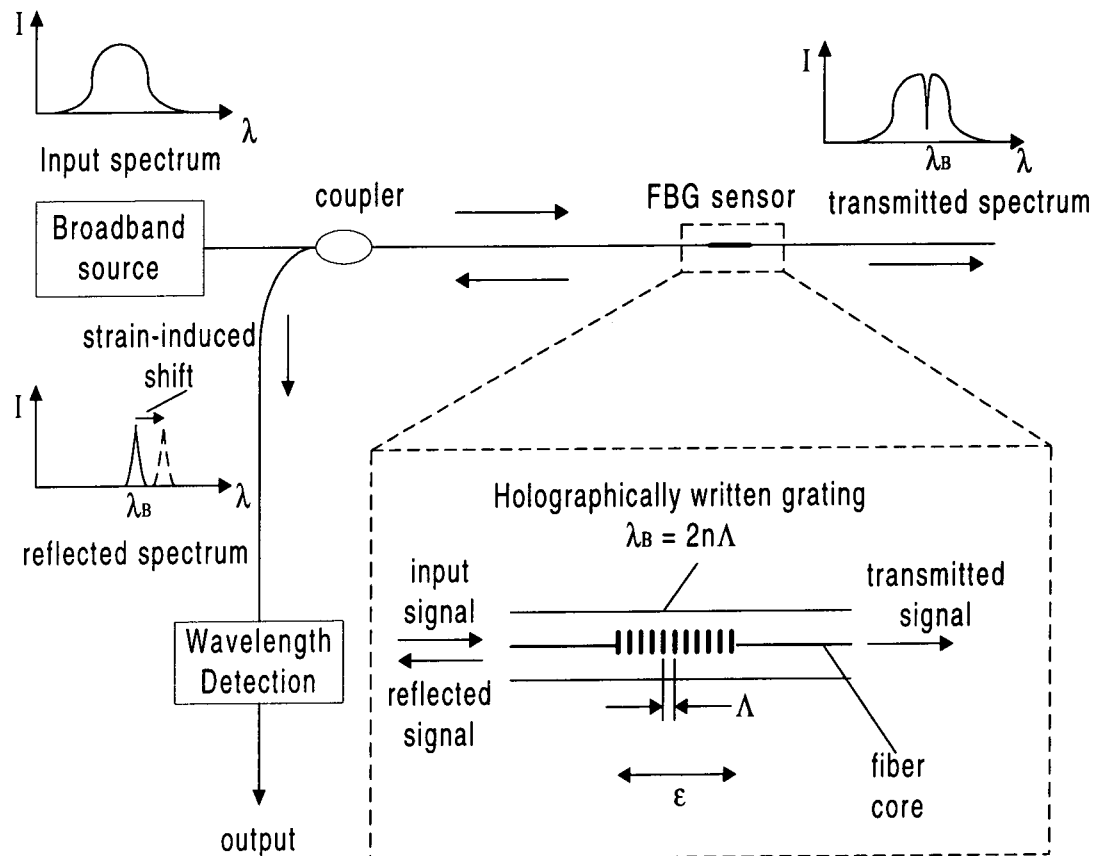 I
λ
Input spectrum
I
λB
λ
transmitted spectrum
Broadband
source
coupler
FBG sensor
strain-induced
shift
I
λB
λ
reflected spectrum
Wavelength
Detection
output
Holographically written grating
λB = 2nΛ
input
signal
reflected
signal
transmitted
signal
Λ
ε
fiber
core